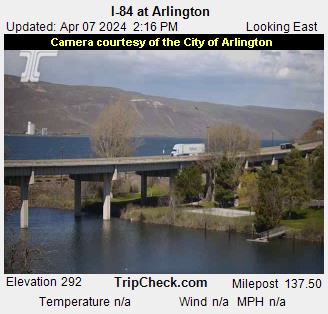 I-84 at Arlington
Updated: Apr 07 2024 2:16 PM Looking East
Camera courtesy of the City of Arlington
Elevation 292 TripCheck.com Milepost 137.50
Temperature n/a Wind n/a MPH n/a